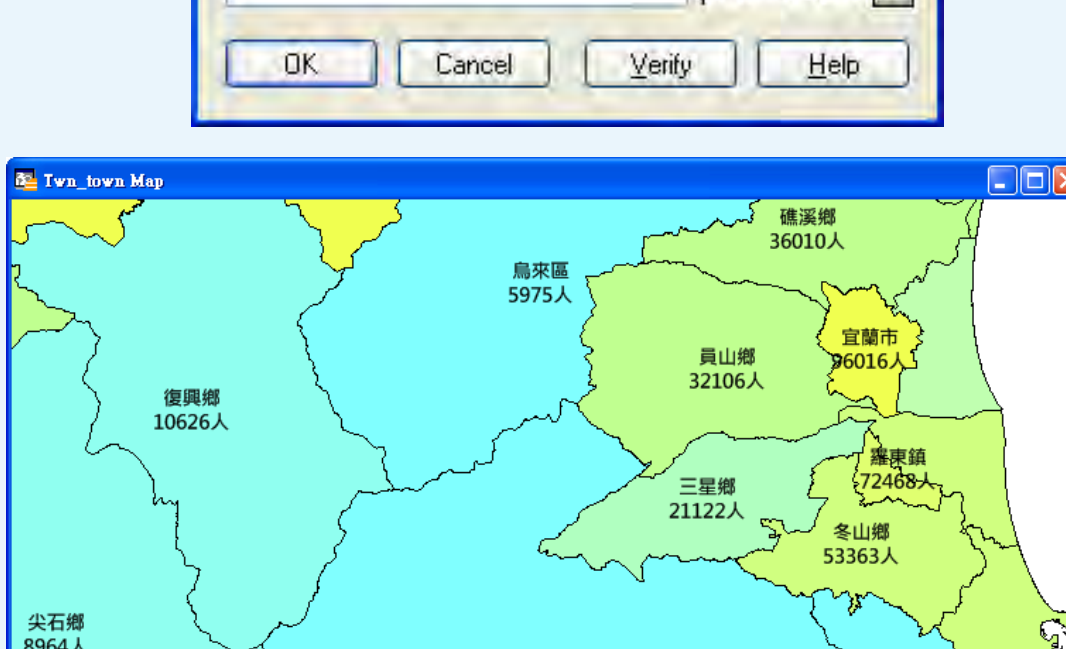 OK Cancel Verify Help
Twn_town Map
礁溪鄉
36010人
烏來區
5975人
宜蘭市
96016人
員山鄉
32106人
復興鄉
10626人
羅東鎮
72468人
三星鄉
21122人
冬山鄉
53363人
尖石鄉
8964人